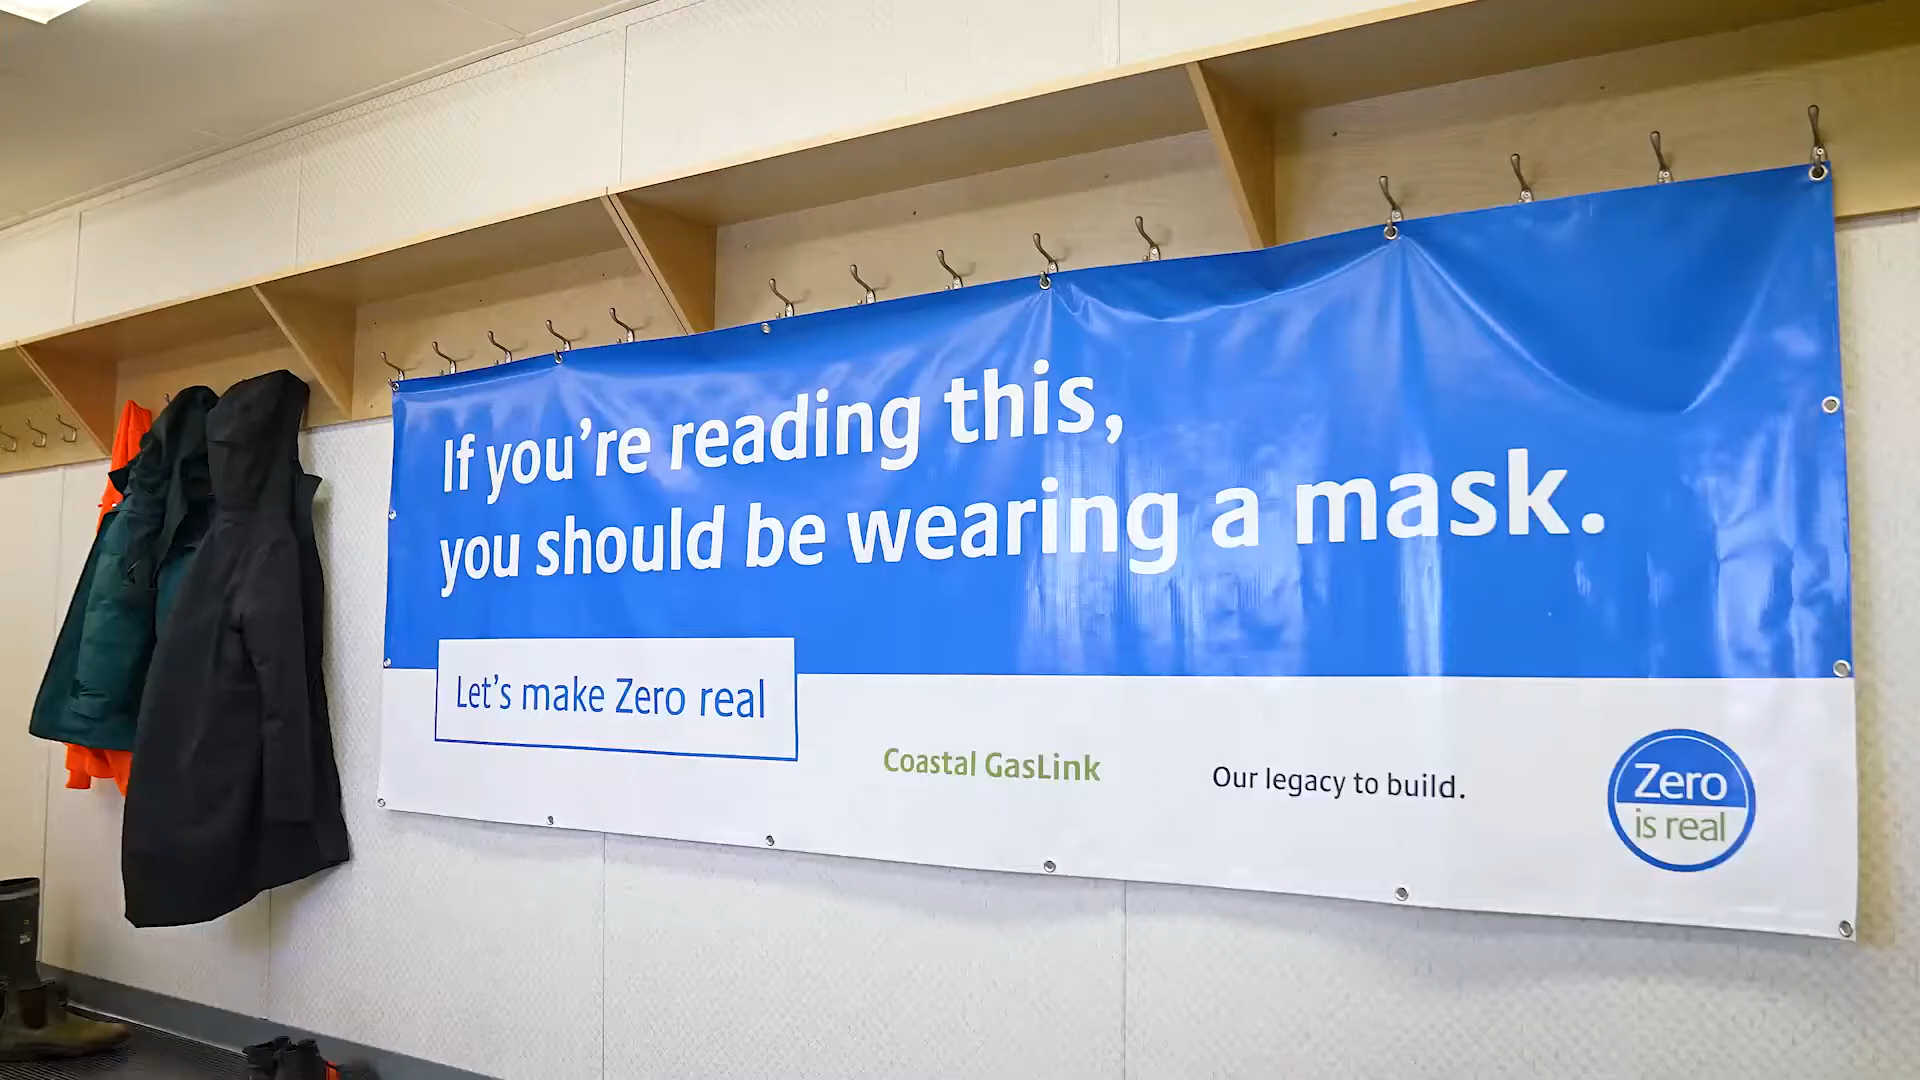 If you're reading this,
you should be wearing a mask.
Let's make Zero real
Coastal GasLink
Our legacy to build.
Zero
is real